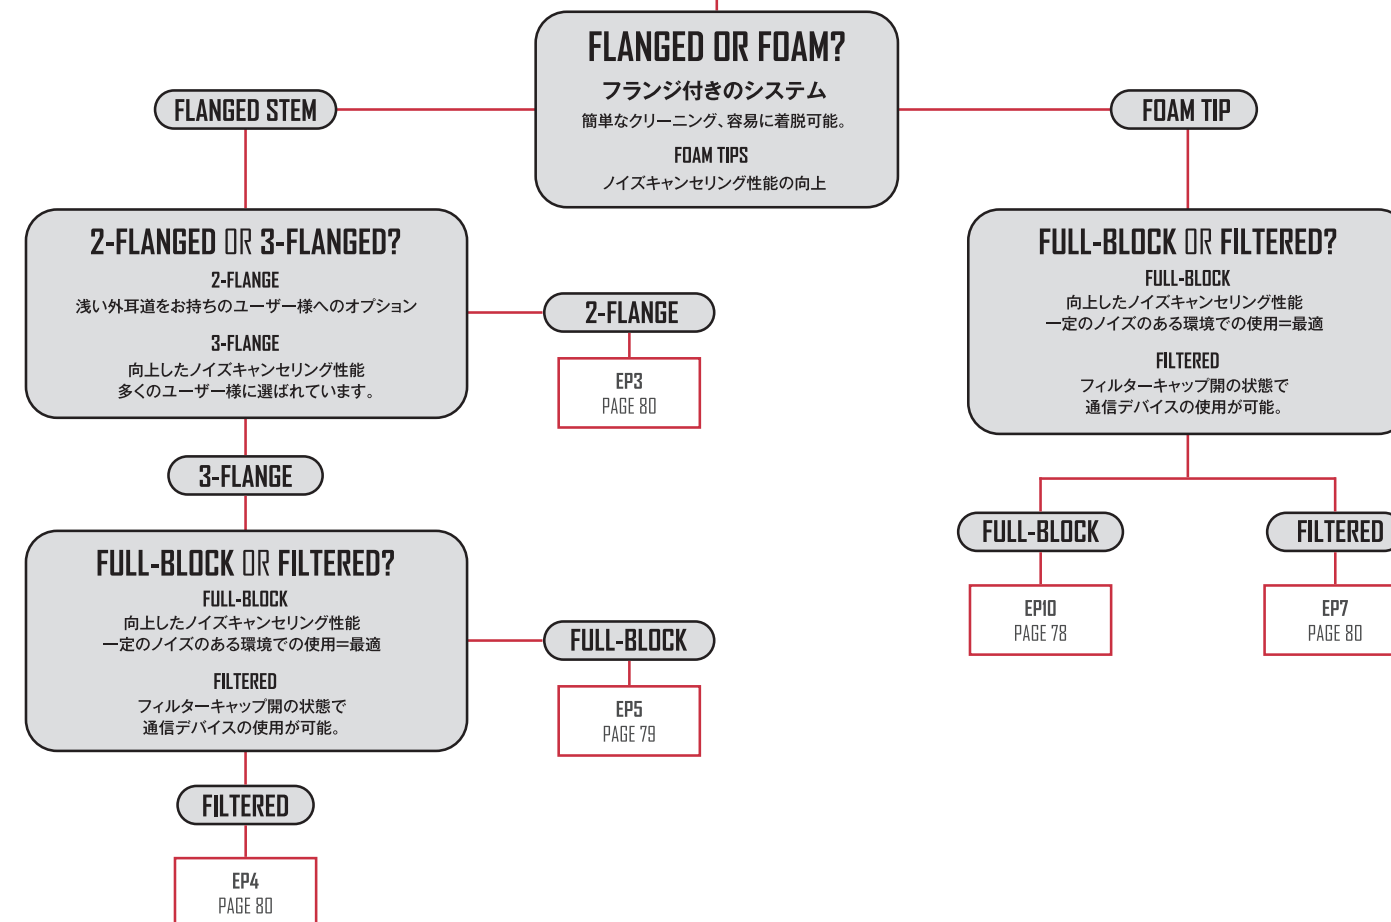 FLANGED OR FOAM?
フランジ付きのシステム
簡単なクリーニング、容易に着脱可能。
FOAM TIPS
ノイズキャンセリング性能の向上
FLANGED STEM
FOAM TIP
2-FLANGED OR 3-FLANGED?
2-FLANGE
浅い外耳道をお持ちのユーザー様へのオプション
3-FLANGE
向上したノイズキャンセリング性能
多くのユーザー様に選ばれています。
2-FLANGE
EP3
PAGE 80
3-FLANGE
FULL-BLOCK OR FILTERED?
FULL-BLOCK
向上したノイズキャンセリング性能
一定のノイズのある環境での使用=最適
FILTERED
フィルターキャップ開の状態で
通信デバイスの使用が可能。
FULL-BLOCK
EP5
PAGE 79
FILTERED
EP4
PAGE 80
FULL-BLOCK OR FILTERED?
FULL-BLOCK
向上したノイズキャンセリング性能
一定のノイズのある環境での使用=最適
FILTERED
フィルターキャップ開の状態で
通信デバイスの使用が可能。
FULL-BLOCK
EP10
PAGE 78
FILTERED
EP7
PAGE 80